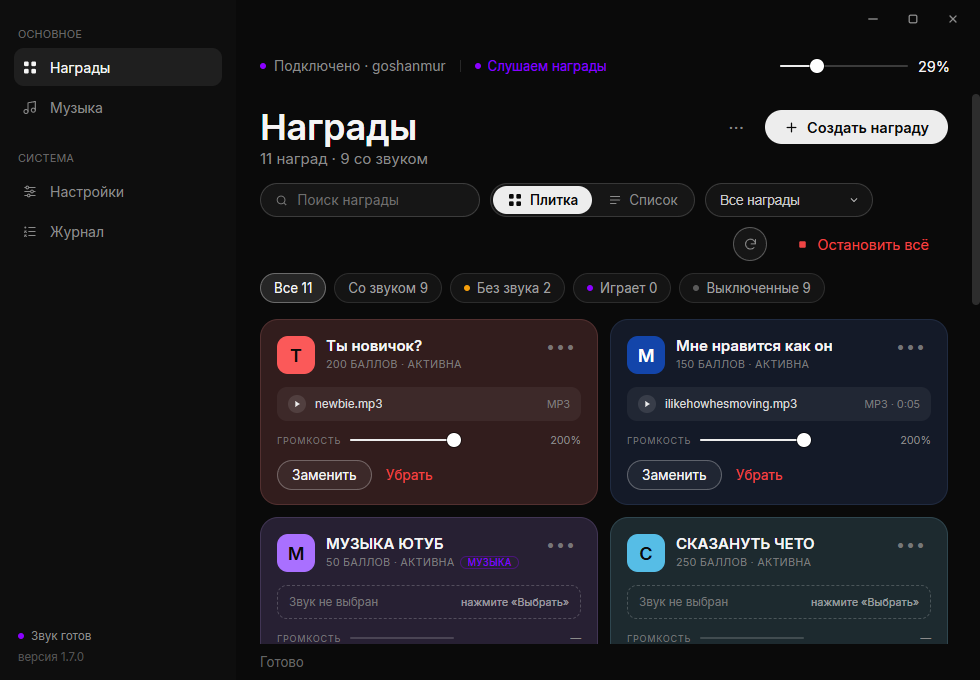 ОСНОВНОЕ
Награды
Музыка
СИСТЕМА
Настройки
Журнал
Звук готов
версия 1.7.0
Подключено · goshanmur
Слушаем награды
29%
Награды
11 наград · 9 со звуком
...
Создать награду
Поиск награды
Плитка
Список
Все награды
Остановить всё
Все 11
Со звуком 9
Без звука 2
Играет 0
Выключенные 9
Т
Ты новичок?
200 БАЛЛОВ · АКТИВНА
newbie.mp3
MP3
ГРОМКОСТЬ
200%
Заменить
Убрать
М
Мне нравится как он
150 БАЛЛОВ · АКТИВНА
ilikehowhesmoving.mp3
MP3 · 0:05
ГРОМКОСТЬ
200%
Заменить
Убрать
М
МУЗЫКА ЮТУБ
50 БАЛЛОВ · АКТИВНА
МУЗЫКА
Звук не выбран
нажмите «Выбрать»
ГРОМКОСТЬ
—
С
СКАЗАНУТЬ ЧЕТО
250 БАЛЛОВ · АКТИВНА
Звук не выбран
нажмите «Выбрать»
ГРОМКОСТЬ
—
Готово